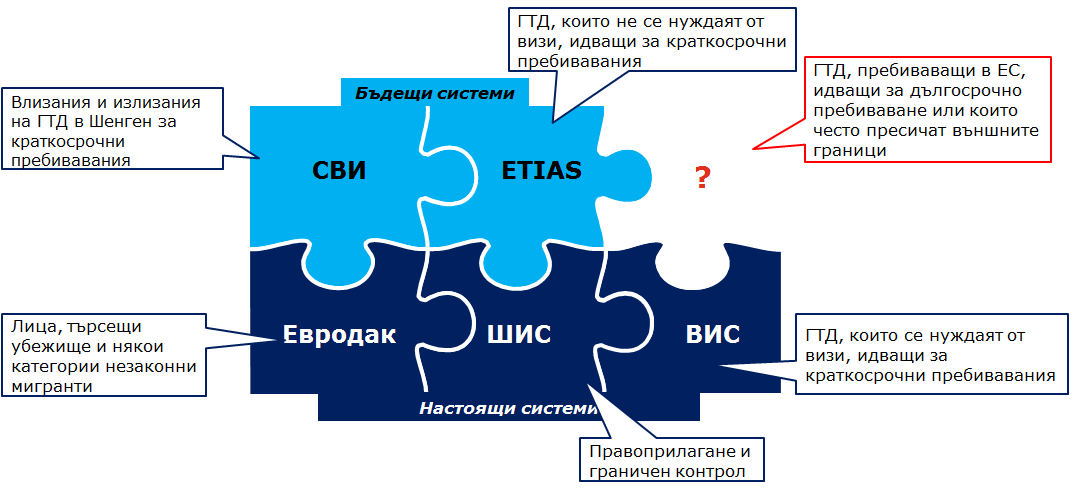 ГТД, които не се нуждаят от
визи, идващи за краткосрочни
пребивавания
ГТД, пребиваващи в ЕС,
идващи за дългосрочно
пребиваване или които
често пресичат външните
граници
Влизания и излизания
на ГТД в Шенген за
краткосрочни
пребивавания
Бъдещи системи
СВИ
ETIAS
?
Евродак
ШИС
ВИС
Лица, търсещи
убежище и някои
категории незаконни
мигранти
ГТД, които се нуждаят от
визи, идващи за
краткосрочни пребивавания
Настоящи системи
Правоприлагане и
граничен контрол